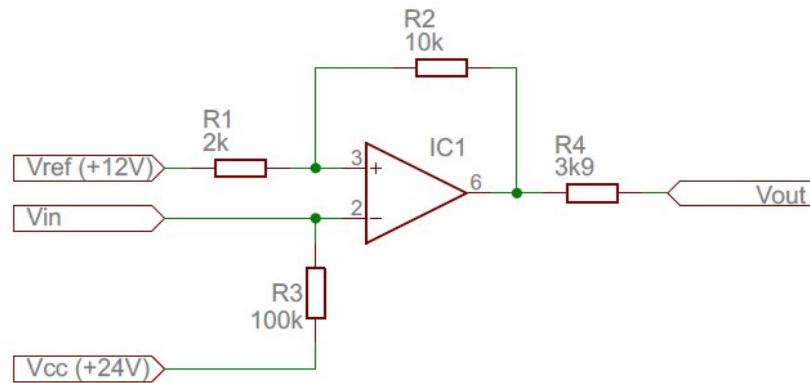 R2
10k
R1
2k
IC1
R4
3k9
Vref (+12V)
3
+
6
Vout
Vin
2
−
R3
100k
Vcc (+24V)